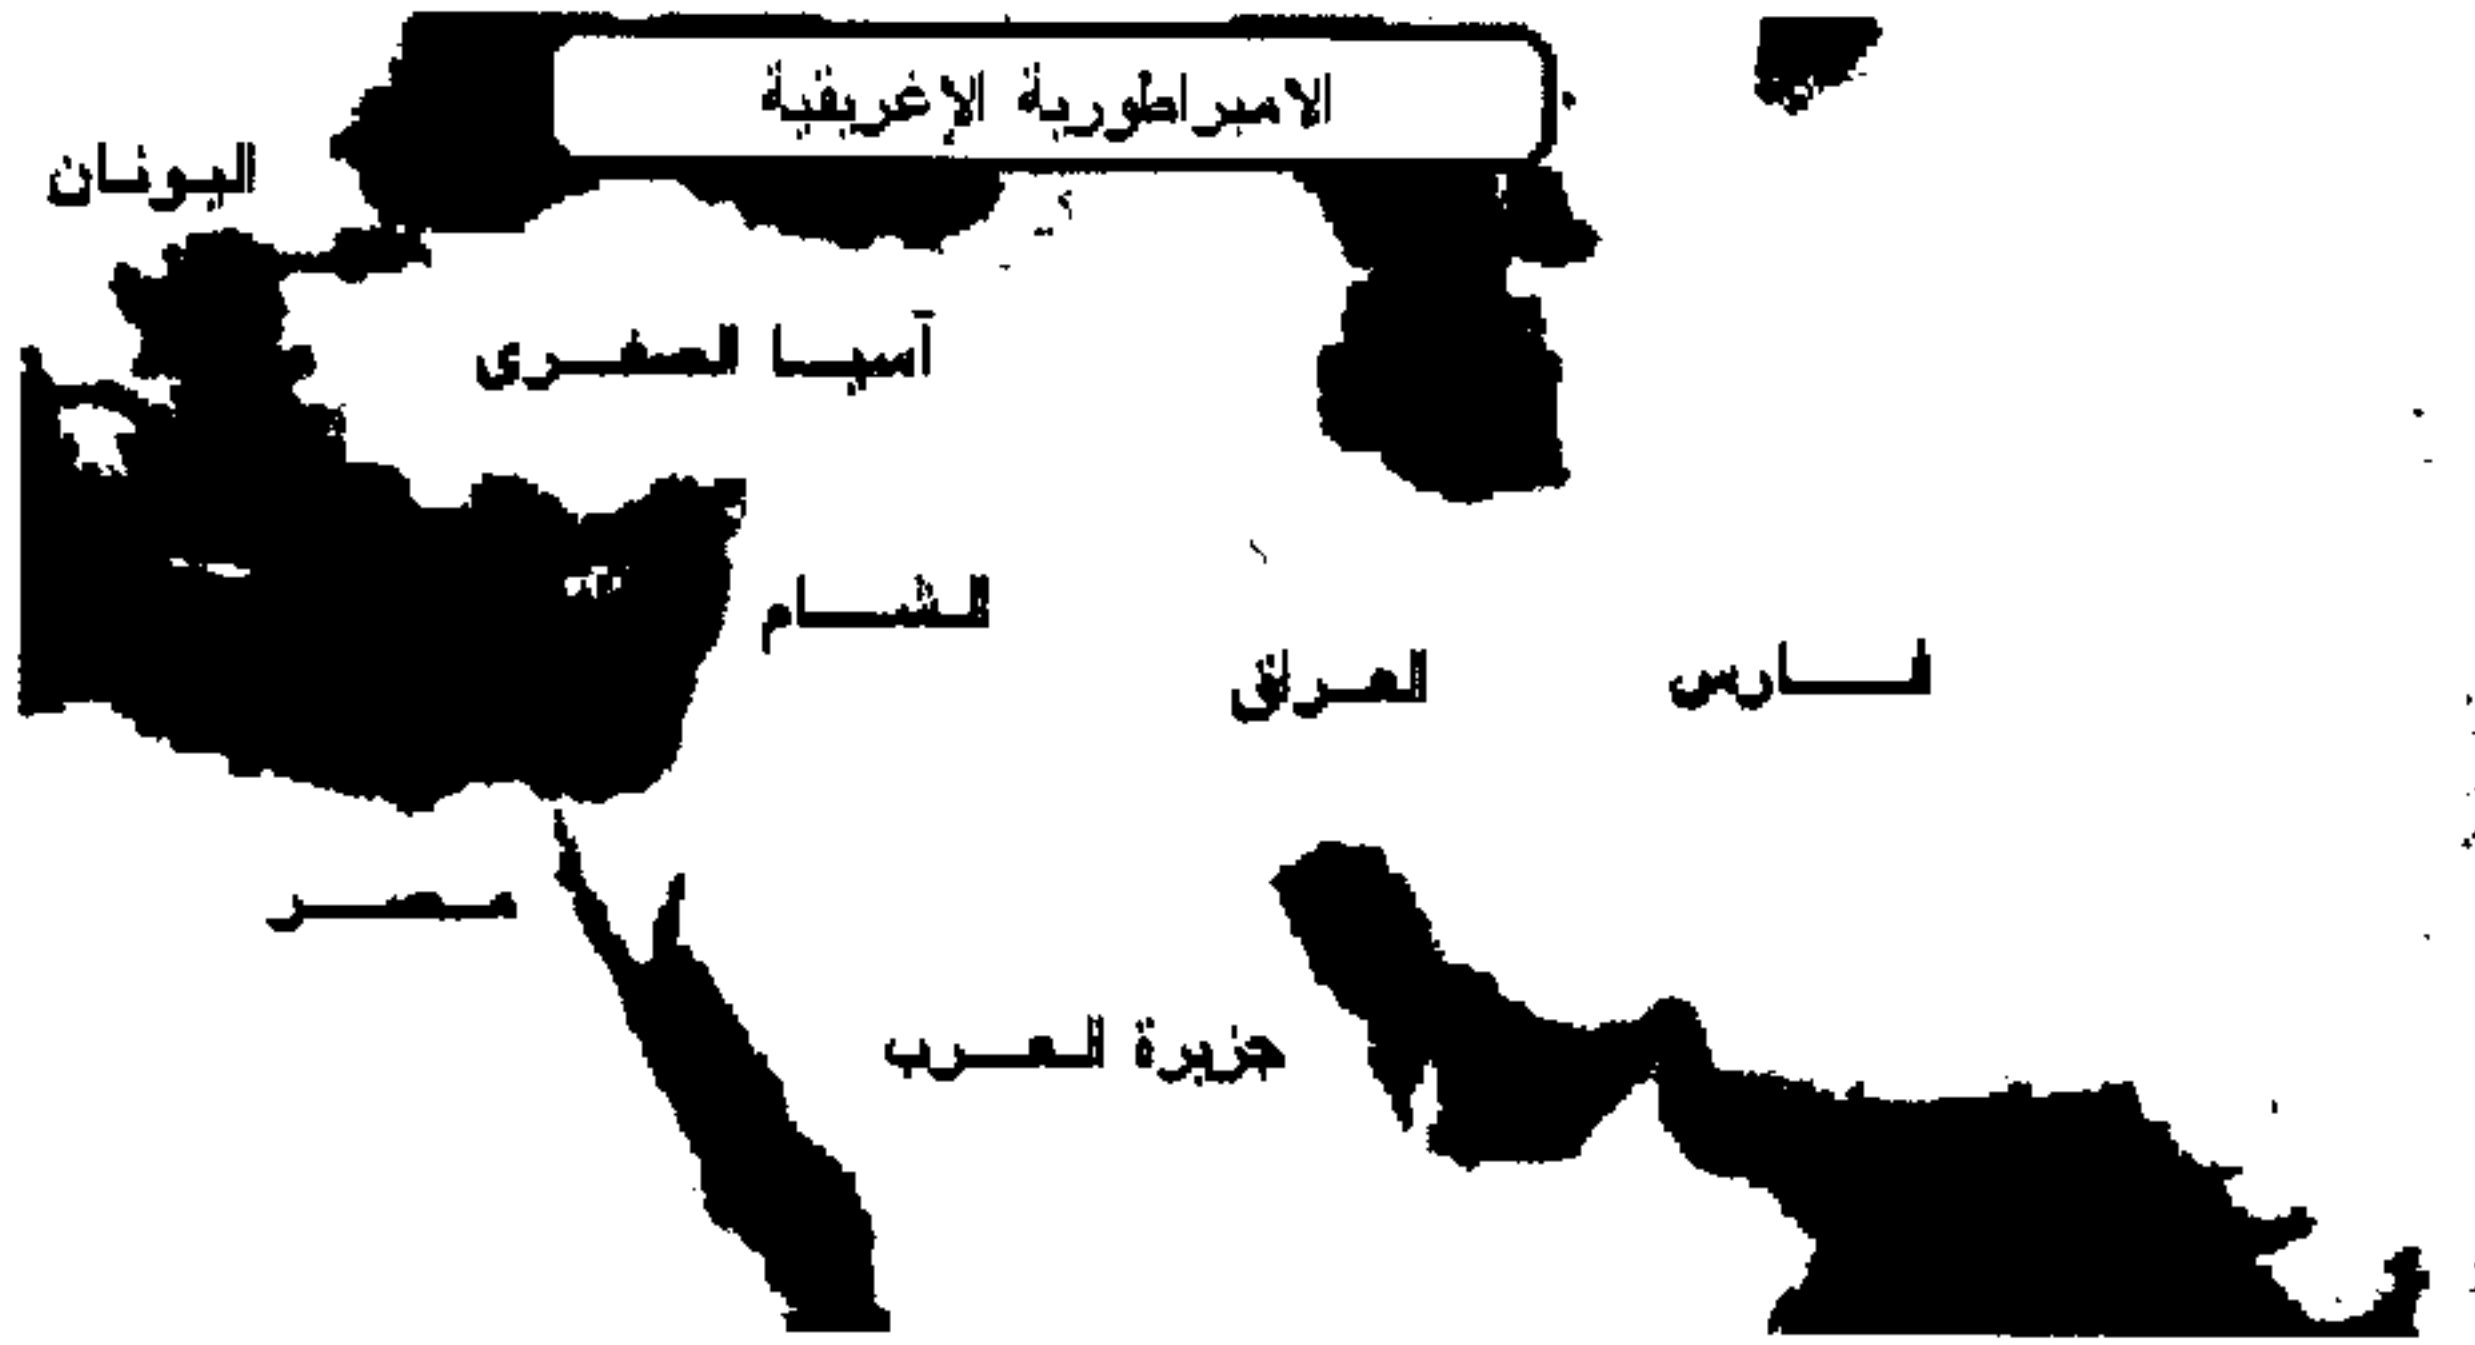 الامبراطورية الإغريقية
اليونان
آسيا الصغرى
الشام
العراق
فارس
مصر
جزيرة العرب